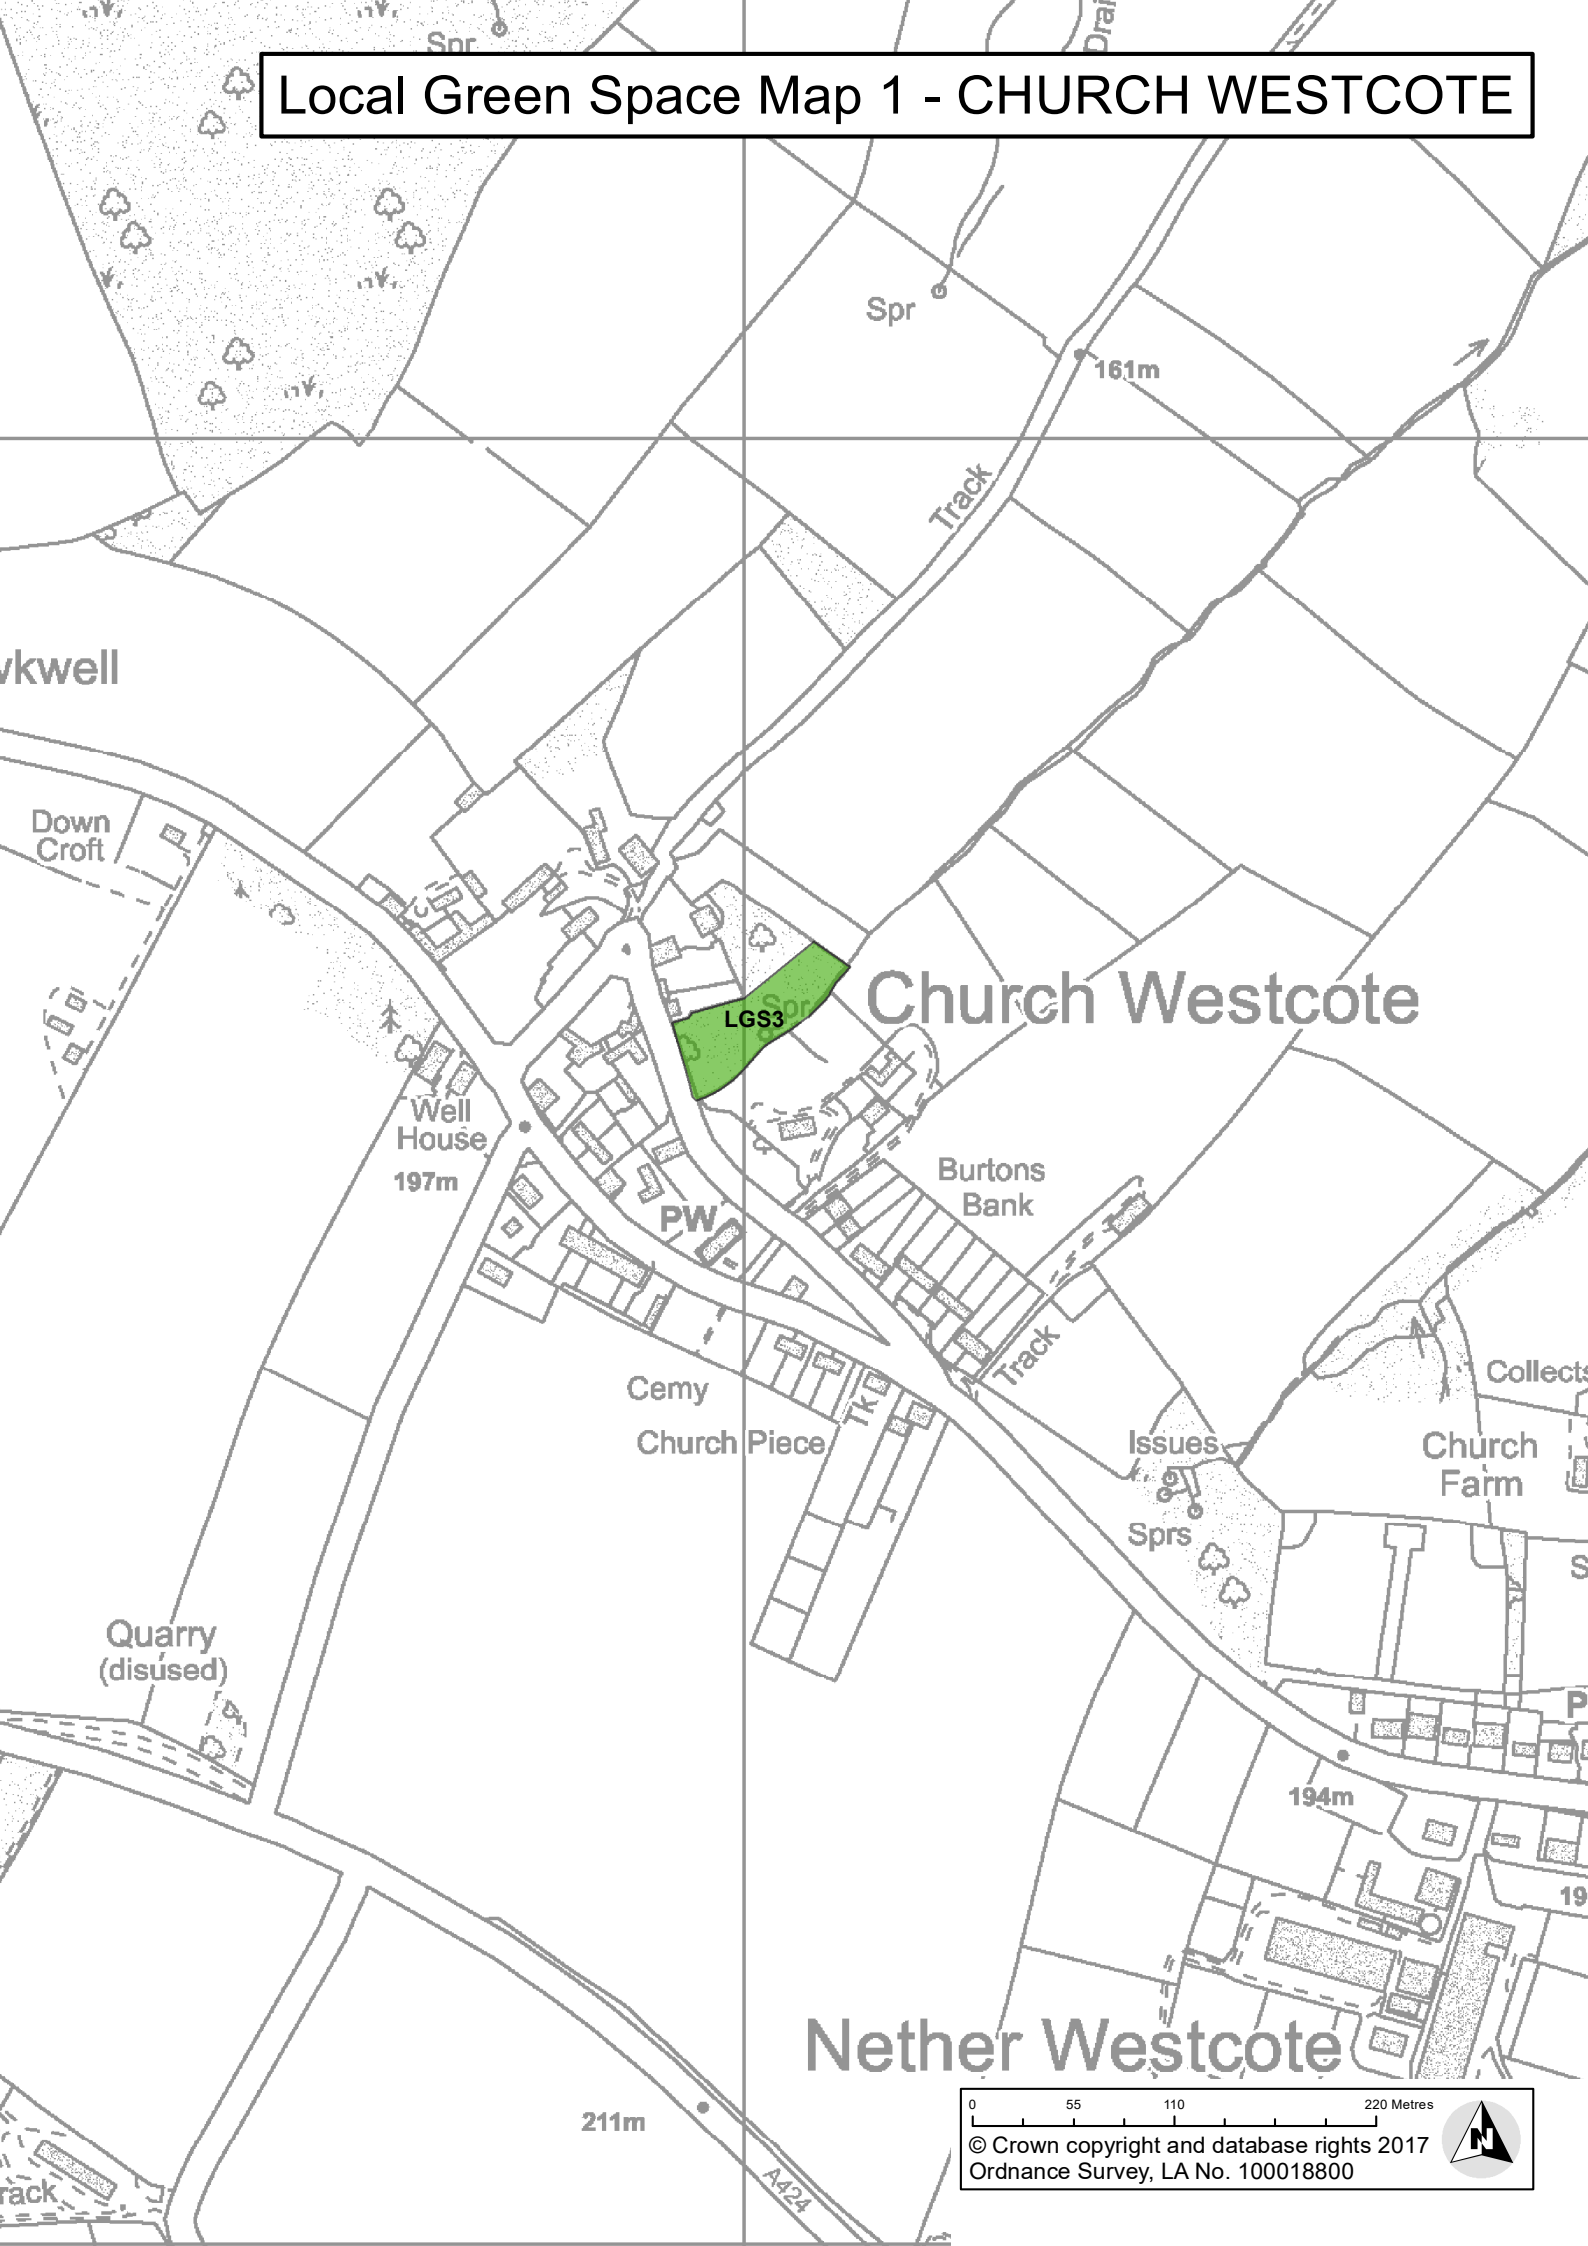 Spr
Local Green Space Map 1 - CHURCH WESTCOTE
Spr
161m
Track
Down
Croft
Church Westcote
Spr
LGS3
Well
House
197m
PW
Burtons
Bank
Track
Cemy
Tk
Church Piece
Issues
Sprs
Collects
Church
Farm
Quarry
(disused)
194m
Nether Westcote
211m
A424
0 55 110 220 Metres
N
© Crown copyright and database rights 2017
Ordnance Survey, LA No. 100018800